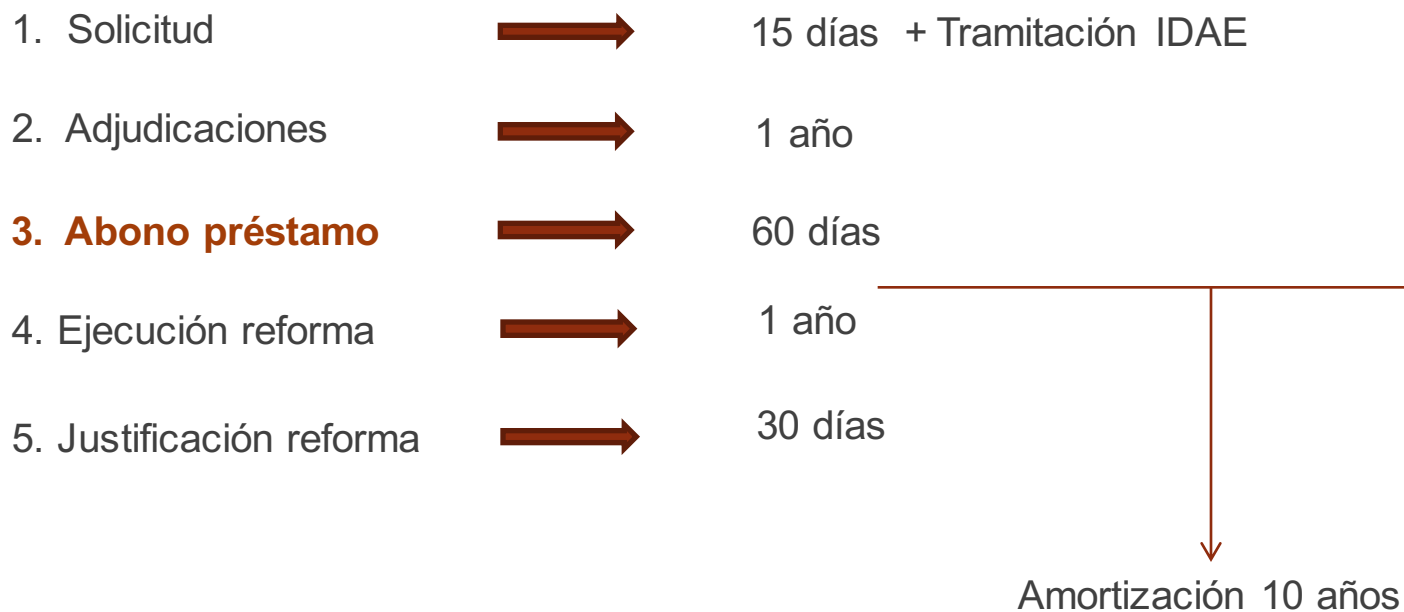 1. Solicitud 15 días + Tramitación IDAE
2. Adjudicaciones 1 año
3. Abono préstamo 60 días
4. Ejecución reforma 1 año
5. Justificación reforma 30 días
Amortización 10 años